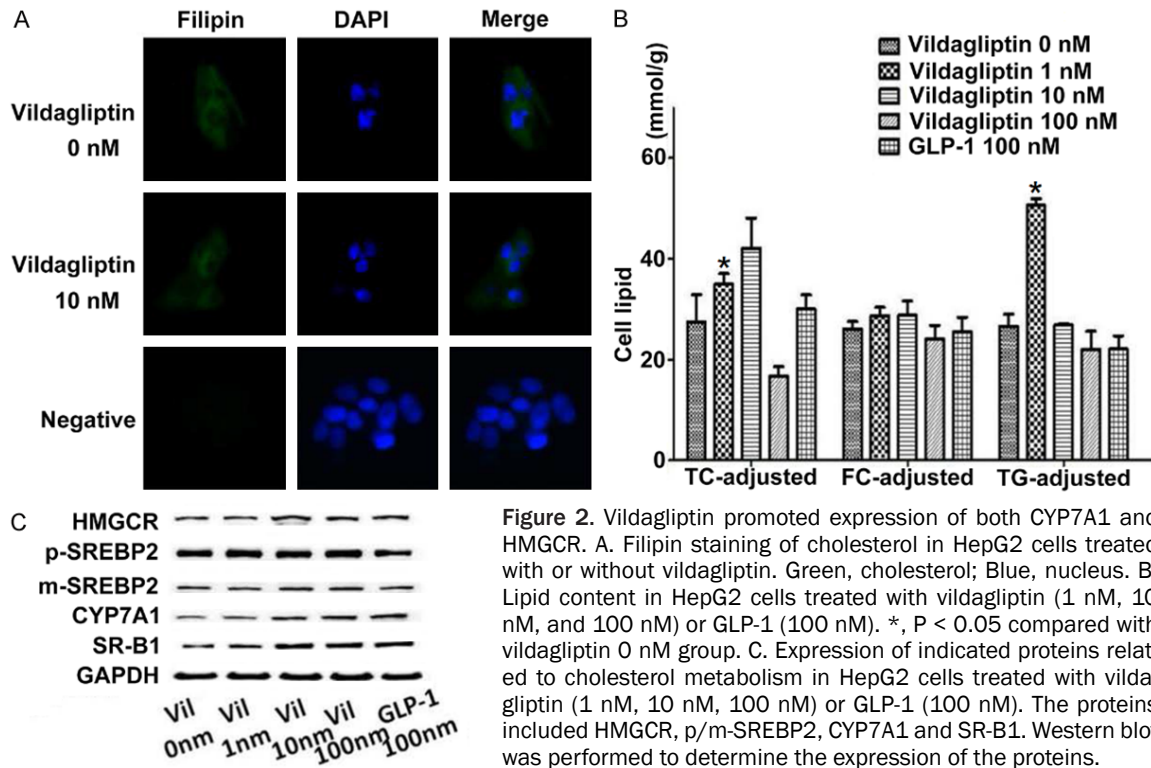 A
Filipin DAPI Merge
Vildagliptin
0 nM
Vildagliptin
10 nM
Negative
B
Cell lipid (mmol/g)
60
40
20
0
Vildagliptin 0 nM
Vildagliptin 1 nM
Vildagliptin 10 nM
Vildagliptin 100 nM
GLP-1 100 nM
*
*
TC-adjusted FC-adjusted TG-adjusted
C
HMGCR
p-SREBP2
m-SREBP2
CYP7A1
SR-B1
GAPDH
Vil Vil Vil Vil GLP-1
0nm 1nm 10nm 100nm 100nm
Figure 2. Vildagliptin promoted expression of both CYP7A1 and
HMGCR. A. Filipin staining of cholesterol in HepG2 cells treated
with or without vildagliptin. Green, cholesterol; Blue, nucleus. B.
Lipid content in HepG2 cells treated with vildagliptin (1 nM, 10
nM, and 100 nM) or GLP-1 (100 nM). *, P < 0.05 compared with
vildagliptin 0 nM group. C. Expression of indicated proteins relat
ed to cholesterol metabolism in HepG2 cells treated with vilda
gliptin (1 nM, 10 nM, 100 nM) or GLP-1 (100 nM). The proteins
included HMGCR, p/m-SREBP2, CYP7A1 and SR-B1. Western blot
was performed to determine the expression of the proteins.